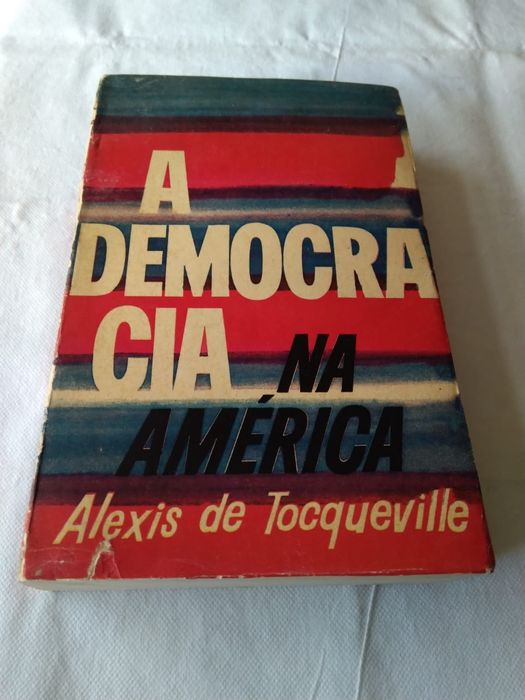 A
DEMOCRA
CIA NA
AMÉRICA
Alexis de Tocqueville